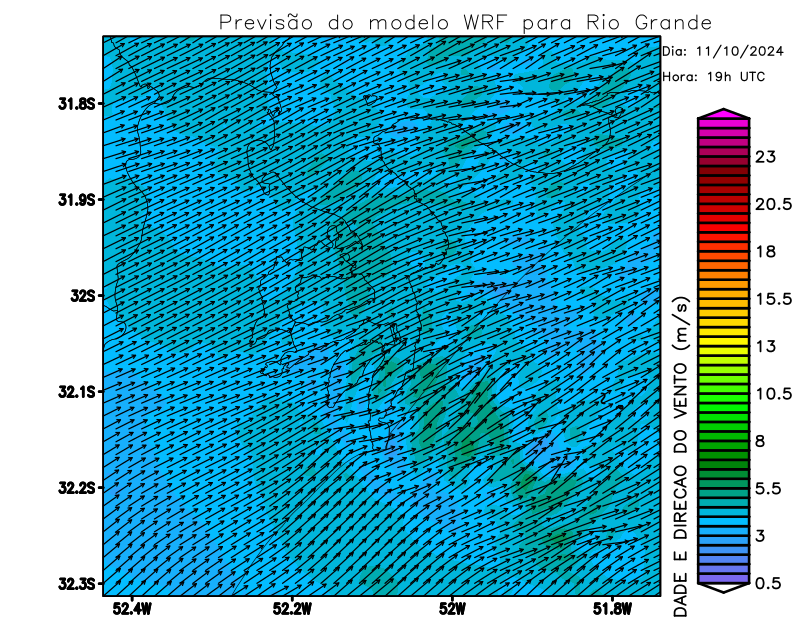 Previsão do modelo WRF para Rio Grande
Dia: 11/10/2024
Hora: 19h UTC
31.8S
31.9S
32S
32.1S
32.2S
32.3S
52.4W
52.2W
52W
51.8W
23
20.5
18
15.5
13
10.5
8
5.5
3
0.5
DADE E DIRECAO DO VENTO (m/s)